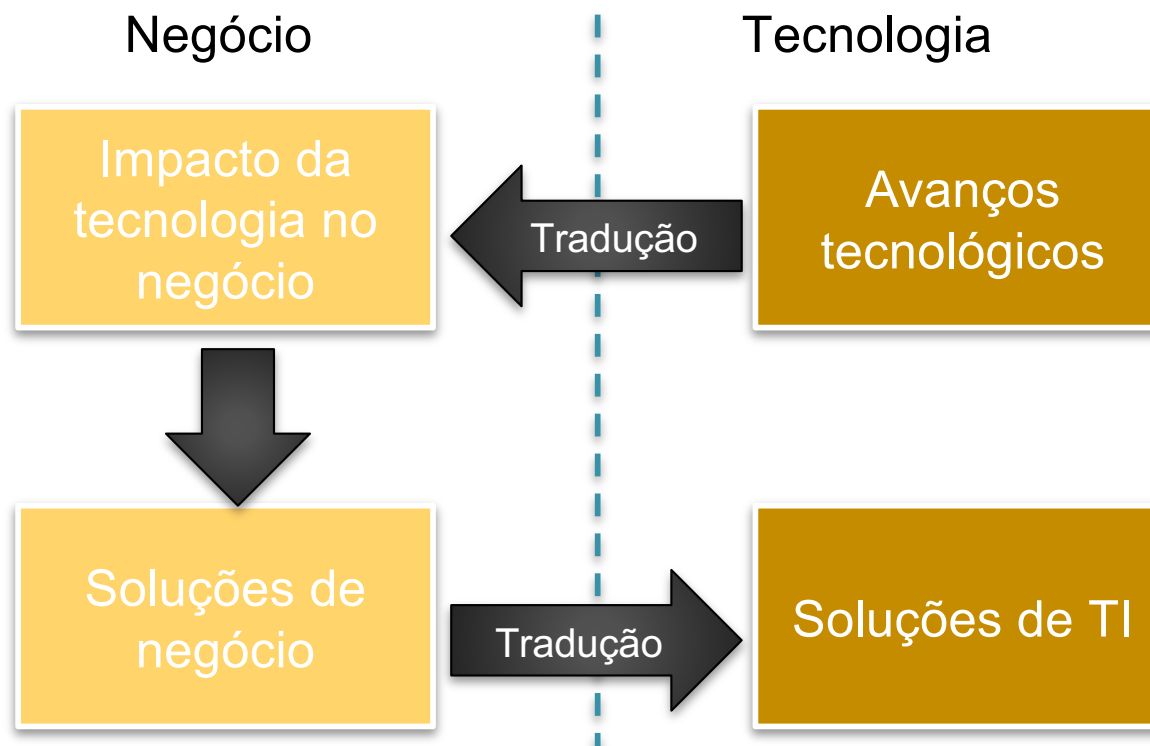 Negócio
Tecnologia
Impacto da
tecnologia no
negócio
Tradução
Avanços
tecnológicos
Soluções de
negócio
Tradução
Soluções de TI